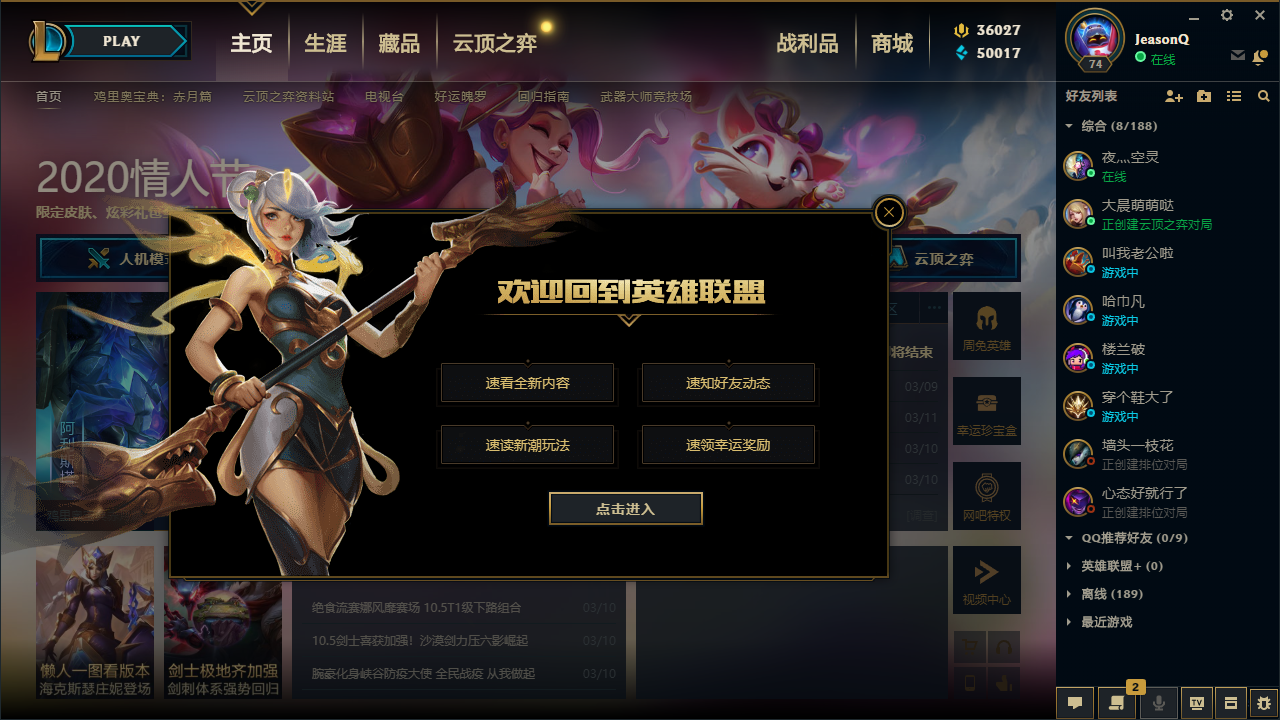 PLAY
主页
生涯
藏品
云顶之弈
战利品
商城
36027
50017
JeasonQ
74
在线
首页
鸡里奥宝典：赤月篇
云顶之弈资料站
电视台
好运魄罗
回归指南
武器大师竞技场
2020情人节
限定皮肤、炫彩礼包
人机模式
云顶之弈
欢迎回到英雄联盟
速看全新内容
速知好友动态
速读新潮玩法
速领幸运奖励
点击进入
阿利斯塔
将结束
03/09
03/11
03/10
03/10
周免英雄
幸运珍宝盒
网吧特权
视频中心
懒人一图看版本
海克斯瑟庄妮登场
剑士极地齐加强
剑刺体系强势回归
绝食流赛娜风靡赛场 10.5T1级下路组合
03/10
10.5剑士喜获加强！沙漠剑力压六影崛起
03/10
腕豪化身峡谷防疫大使 全民战疫 从我做起
03/10
好友列表
综合 (8/188)
夜灬空灵
在线
大晨萌萌哒
正创建云顶之弈对局
叫我老公啦
游戏中
哈巾凡
游戏中
楼兰破
游戏中
穿个鞋大了
游戏中
墙头一枝花
正创建排位对局
心态好就行了
正创建排位对局
QQ推荐好友 (0/9)
英雄联盟+ (0)
离线 (189)
最近游戏
2
TV